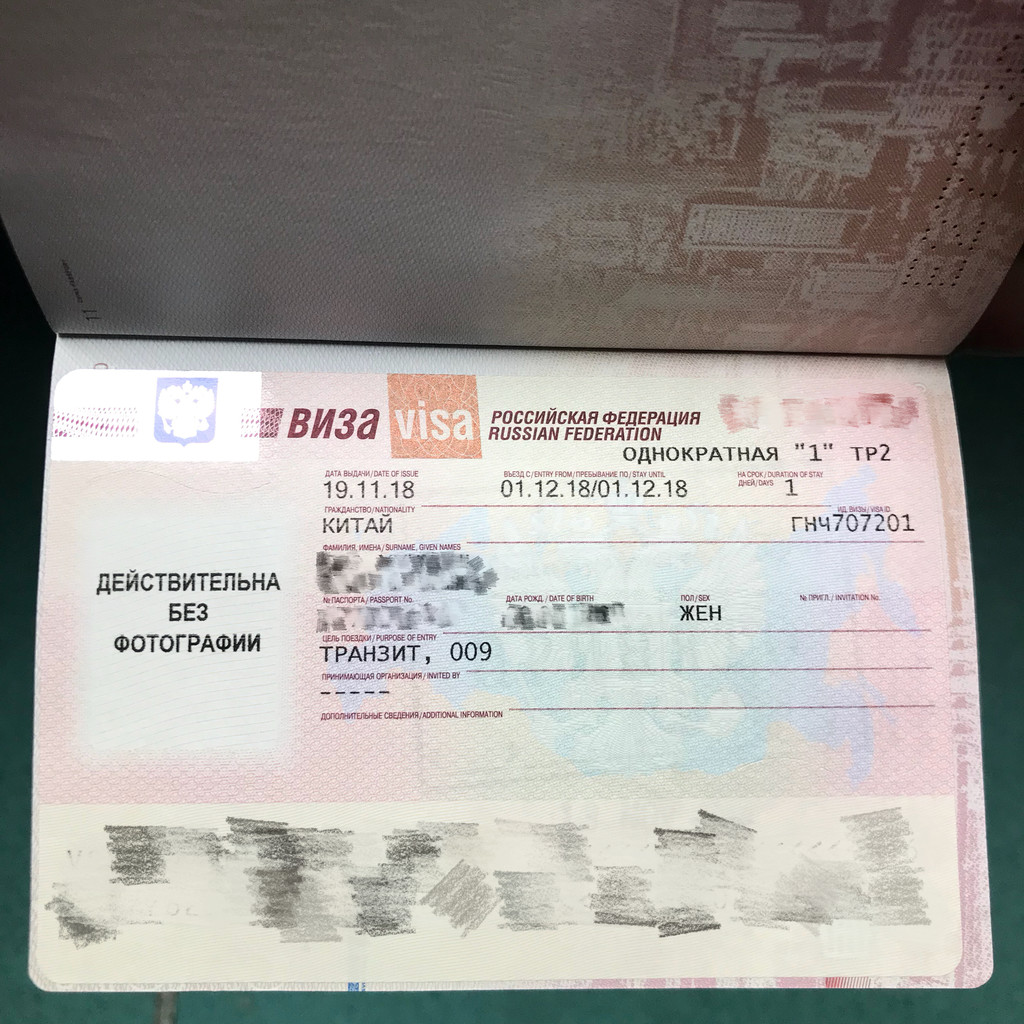 11
ВИЗА visa РОССИЙСКАЯ ФЕДЕРАЦИЯ
RUSSIAN FEDERATION
ОДНОКРАТНАЯ "1" ТР2
ДАТА ВЫДАЧИ/DATE OF ISSUE ВЪЕЗД С/ENTRY FROM/ПРЕБЫВАНИЕ ПО/STAY UNTIL НА СРОК/DURATION OF STAY
19.11.18 01.12.18/01.12.18 ДНЕЙ/DAYS 1
ГРАЖДАНСТВО/NATIONALITY ИД. ВИЗЫ/VISA ID
КИТАЙ ГНЧ707201
ФАМИЛИЯ, ИМЕНА/SURNAME, GIVEN NAMES
ДЕЙСТВИТЕЛЬНА
БЕЗ
ФОТОГРАФИИ
№ ПАСПОРТА/PASSPORT No. ДАТА РОЖД./DATE OF BIRTH ПОЛ/SEX № ПРИГЛ./INVITATION No.
ЖЕН
ЦЕЛЬ ПОЕЗДКИ/PURPOSE OF ENTRY
ТРАНЗИТ, 009
ПРИНИМАЮЩАЯ ОРГАНИЗАЦИЯ/INVITED BY
-----
ДОПОЛНИТЕЛЬНЫЕ СВЕДЕНИЯ/ADDITIONAL INFORMATION